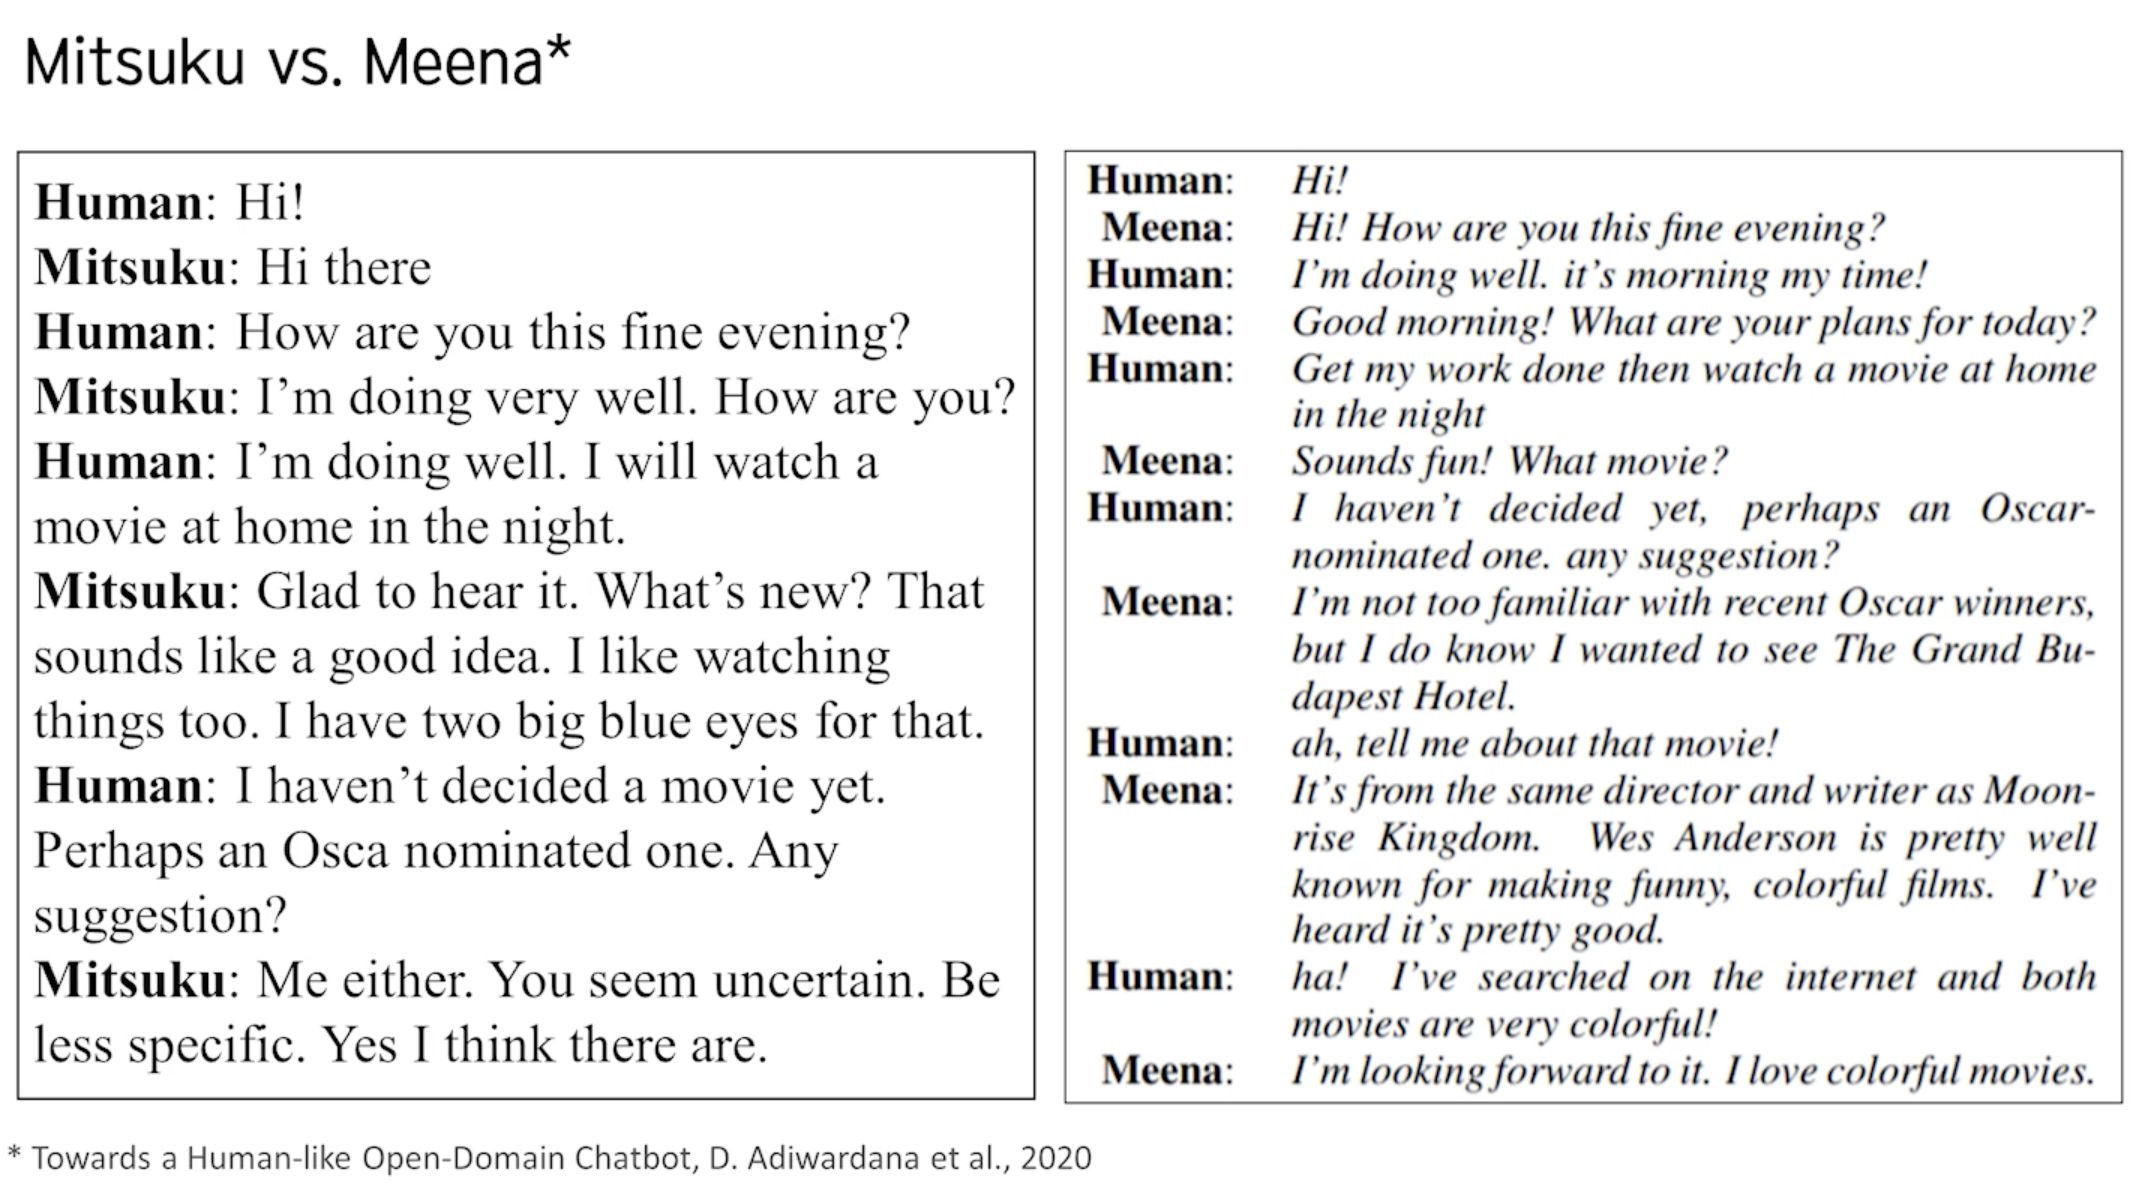 Mitsuku vs. Meena*
Human: Hi!
Mitsuku: Hi there
Human: How are you this fine evening?
Mitsuku: I'm doing very well. How are you?
Human: I'm doing well. I will watch a
movie at home in the night.
Mitsuku: Glad to hear it. What's new? That
sounds like a good idea. I like watching
things too. I have two big blue eyes for that.
Human: I haven't decided a movie yet.
Perhaps an Osca nominated one. Any
suggestion?
Mitsuku: Me either. You seem uncertain. Be
less specific. Yes I think there are.
Human: Hi!
Meena: Hi! How are you this fine evening?
Human: I'm doing well. it's morning my time!
Meena: Good morning! What are your plans for today?
Human: Get my work done then watch a movie at home
in the night
Meena: Sounds fun! What movie?
Human: I haven't decided yet, perhaps an Oscar-
nominated one. any suggestion?
Meena: I'm not too familiar with recent Oscar winners,
but I do know I wanted to see The Grand Bu-
dapest Hotel.
Human: ah, tell me about that movie!
Meena: It's from the same director and writer as Moon-
rise Kingdom. Wes Anderson is pretty well
known for making funny, colorful films. I've
heard it's pretty good.
Human: ha! I've searched on the internet and both
movies are very colorful!
Meena: I'm looking forward to it. I love colorful movies.
* Towards a Human-like Open-Domain Chatbot, D. Adiwardana et al., 2020